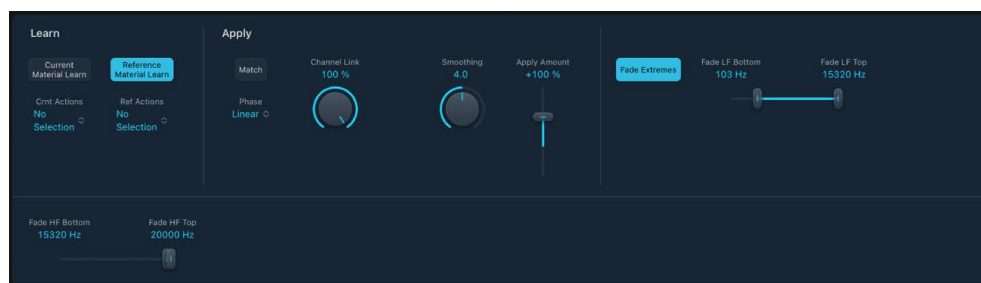 Learn
Apply
Current
Material Learn
Reference
Material Learn
Match
Channel Link
100 %
Smoothing
4.0
Apply Amount
+100 %
Fade Extremes
Fade LF Bottom
103 Hz
Fade LF Top
15320 Hz
Crnt Actions
No
Selection
Ref Actions
No
Selection
Phase
Linear
Fade HF Bottom
15320 Hz
Fade HF Top
20000 Hz